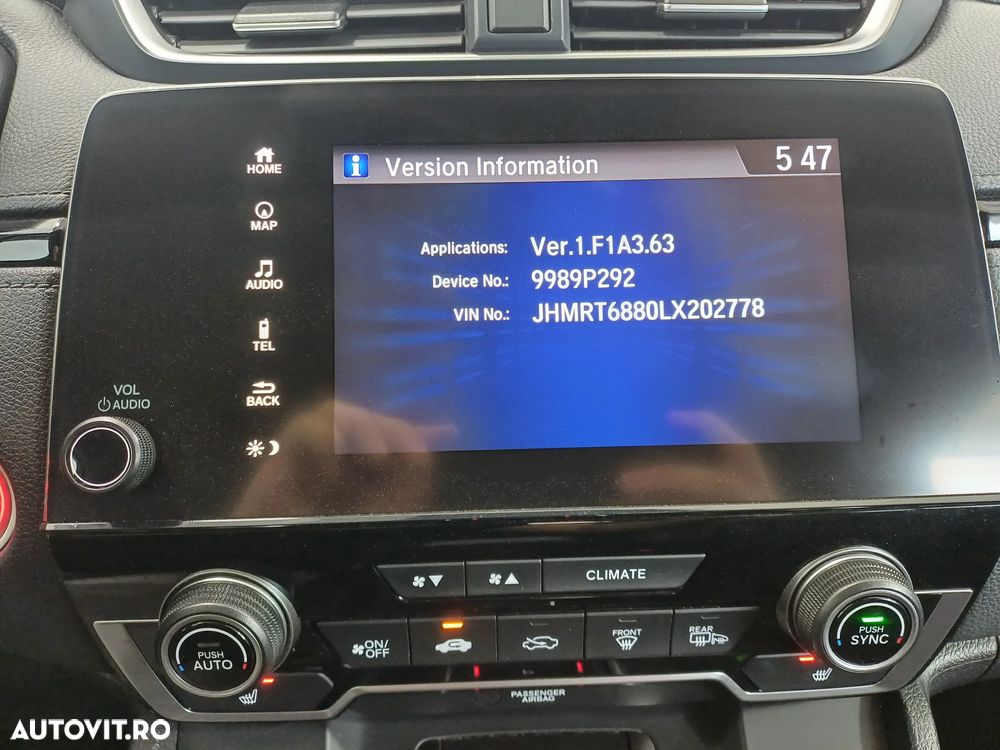 Version Information
5 47
HOME
MAP
AUDIO
TEL
BACK
Applications: Ver.1.F1A3.63
Device No.: 9989P292
VIN No.: JHMRT6880LX202778
VOL
AUDIO
CLIMATE
ON/
OFF
FRONT
REAR
PUSH
AUTO
PUSH
SYNC
PASSENGER
AIRBAG
AUTOVIT.RO